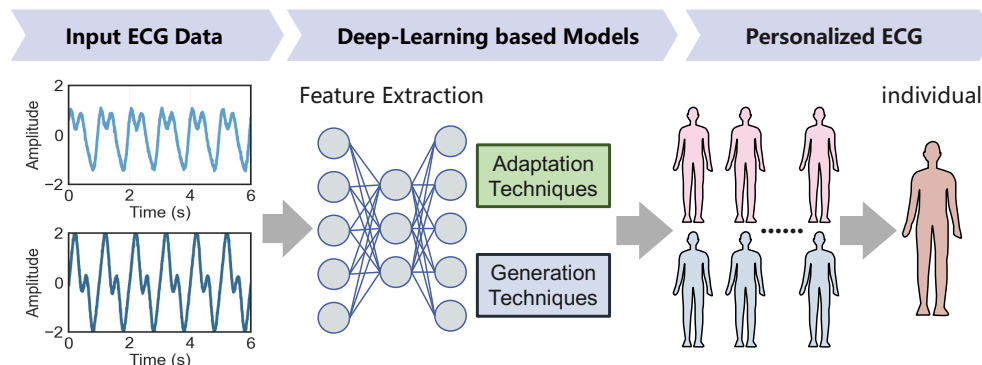 Input ECG Data
Deep-Learning based Models
Personalized ECG
2
0
−2
Amplitude
0
2
4
6
Time (s)
2
0
−2
Amplitude
0
2
4
6
Time (s)
Feature Extraction
Adaptation
Techniques
Generation
Techniques
......
individual